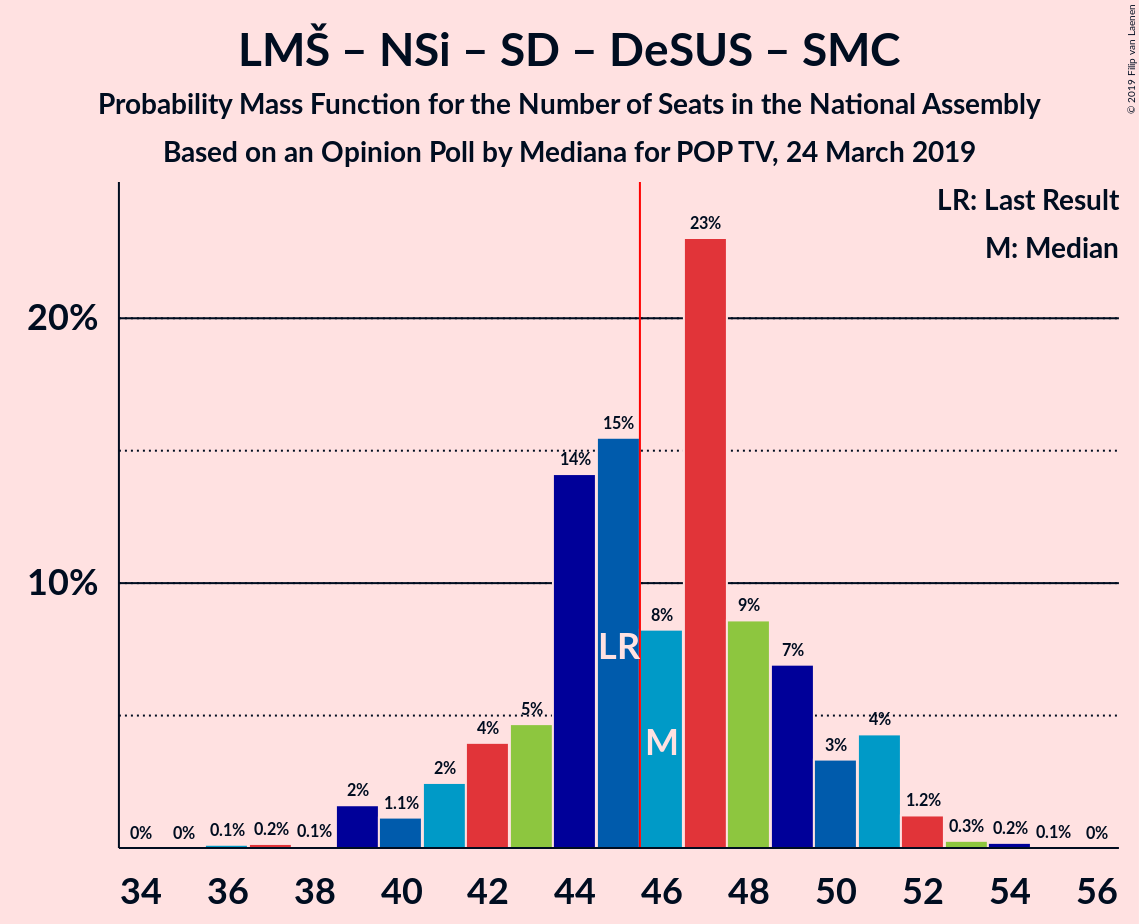 LMŠ – NSi – SD – DeSUS – SMC
Probability Mass Function for the Number of Seats in the National Assembly
Based on an Opinion Poll by Mediana for POP TV, 24 March 2019
© 2019 Filip van Laenen
LR: Last Result
M: Median
20%
10%
0% 0% 0.1% 0.2% 0.1% 2% 1.1% 2% 4% 5% 14% 15% 8% 23% 9% 7% 3% 4% 1.2% 0.3% 0.2% 0.1% 0%
LR
M
34 36 38 40 42 44 46 48 50 52 54 56